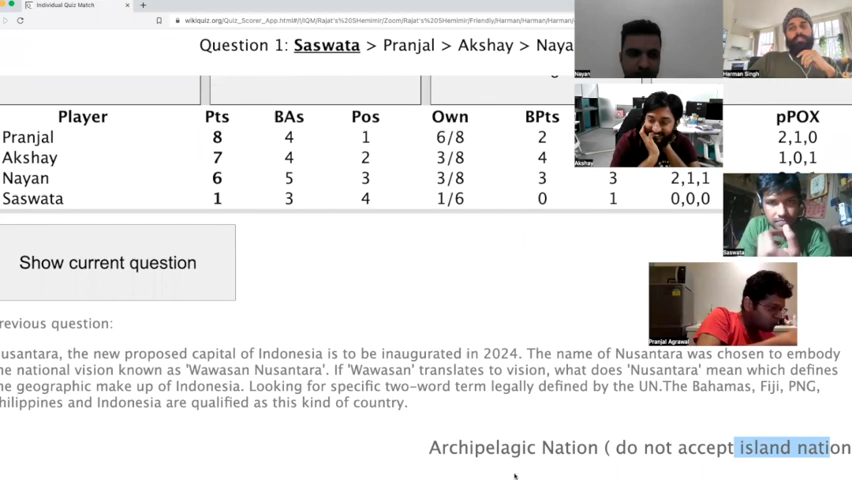 Individual Quiz Match
wikiquiz.org/Quiz_Scorer_App.html#/I/IQM/Rajat's%20SHemimir/Zoom/Rajat's%20SHemimir/Friendly/Harman/Harman/Harman/
Question 1: Saswata > Pranjal > Akshay > Naya
Player Pts BAs Pos Own BPts pPOX
Pranjal 8 4 1 6/8 2 2,1,0
Akshay 7 4 2 3/8 4 1,0,1
Nayan 6 5 3 3/8 3 3 2,1,1
Saswata 1 3 4 1/6 0 1 0,0,0
Nayan
Harman Singh
Akshay
Saswata
Pranjal Agrawal
Show current question
revious question:
usantara, the new proposed capital of Indonesia is to be inaugurated in 2024. The name of Nusantara was chosen to embody
he national vision known as 'Wawasan Nusantara'. If 'Wawasan' translates to vision, what does 'Nusantara' mean which defines
he geographic make up of Indonesia. Looking for specific two-word term legally defined by the UN.The Bahamas, Fiji, PNG,
hilippines and Indonesia are qualified as this kind of country.
Archipelagic Nation ( do not accept island nation